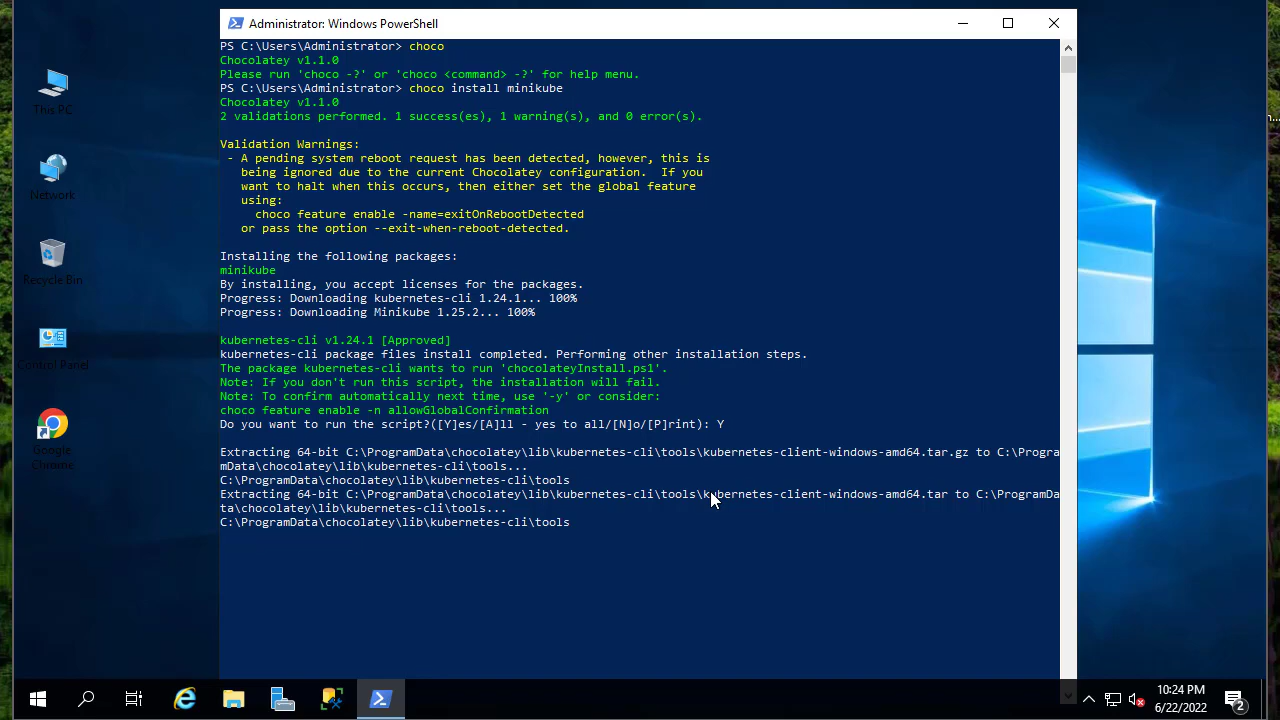 Administrator: Windows PowerShell
PS C:\Users\Administrator> choco
Chocolatey v1.1.0
Please run 'choco -?' or 'choco <command> -?' for help menu.
PS C:\Users\Administrator> choco install minikube
Chocolatey v1.1.0
2 validations performed. 1 success(es), 1 warning(s), and 0 error(s).
Validation Warnings:
- A pending system reboot request has been detected, however, this is
being ignored due to the current Chocolatey configuration.  If you
want to halt when this occurs, then either set the global feature
using:
choco feature enable -name=exitOnRebootDetected
or pass the option --exit-when-reboot-detected.
Installing the following packages:
minikube
By installing, you accept licenses for the packages.
Progress: Downloading kubernetes-cli 1.24.1... 100%
Progress: Downloading Minikube 1.25.2... 100%
kubernetes-cli v1.24.1 [Approved]
kubernetes-cli package files install completed. Performing other installation steps.
The package kubernetes-cli wants to run 'chocolateyInstall.ps1'.
Note: If you don't run this script, the installation will fail.
Note: To confirm automatically next time, use '-y' or consider:
choco feature enable -n allowGlobalConfirmation
Do you want to run the script?([Y]es/[A]ll - yes to all/[N]o/[P]rint): Y
Extracting 64-bit C:\ProgramData\chocolatey\lib\kubernetes-cli\tools\kubernetes-client-windows-amd64.tar.gz to C:\Progra
mData\chocolatey\lib\kubernetes-cli\tools...
C:\ProgramData\chocolatey\lib\kubernetes-cli\tools
Extracting 64-bit C:\ProgramData\chocolatey\lib\kubernetes-cli\tools\kubernetes-client-windows-amd64.tar to C:\ProgramDa
ta\chocolatey\lib\kubernetes-cli\tools...
C:\ProgramData\chocolatey\lib\kubernetes-cli\tools
This PC
Network
Recycle Bin
Control Panel
Google
Chrome
10:24 PM
6/22/2022
2